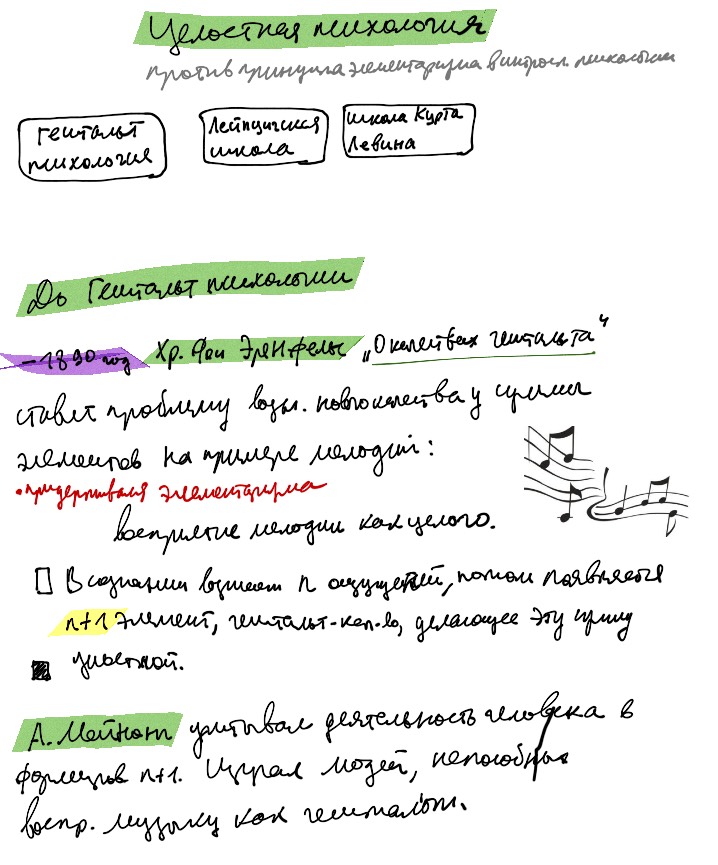 Целостная психология
против принципа элементаризма в интросп. психологии
гештальт
психология
Лейпцигская
школа
школа Курта
Левина
До Гештальт психологии
– 1890 год Хр. Фон Эренфельс „О качествах гештальта“
ставит проблему возн. нового качества у суммы
элементов на примере мелодий:
• придерживался элементаризма
восприятие мелодии как целого.
В сознании возникает n ощущений, потом появляется
n+1 элемент, гештальт-кач-во, делающее эту сумму
целостной.
А. Мейнонг учитывал деятельность человека в
формиров n+1. Изучал людей, неспособных
воспр. музыку как гештальт.